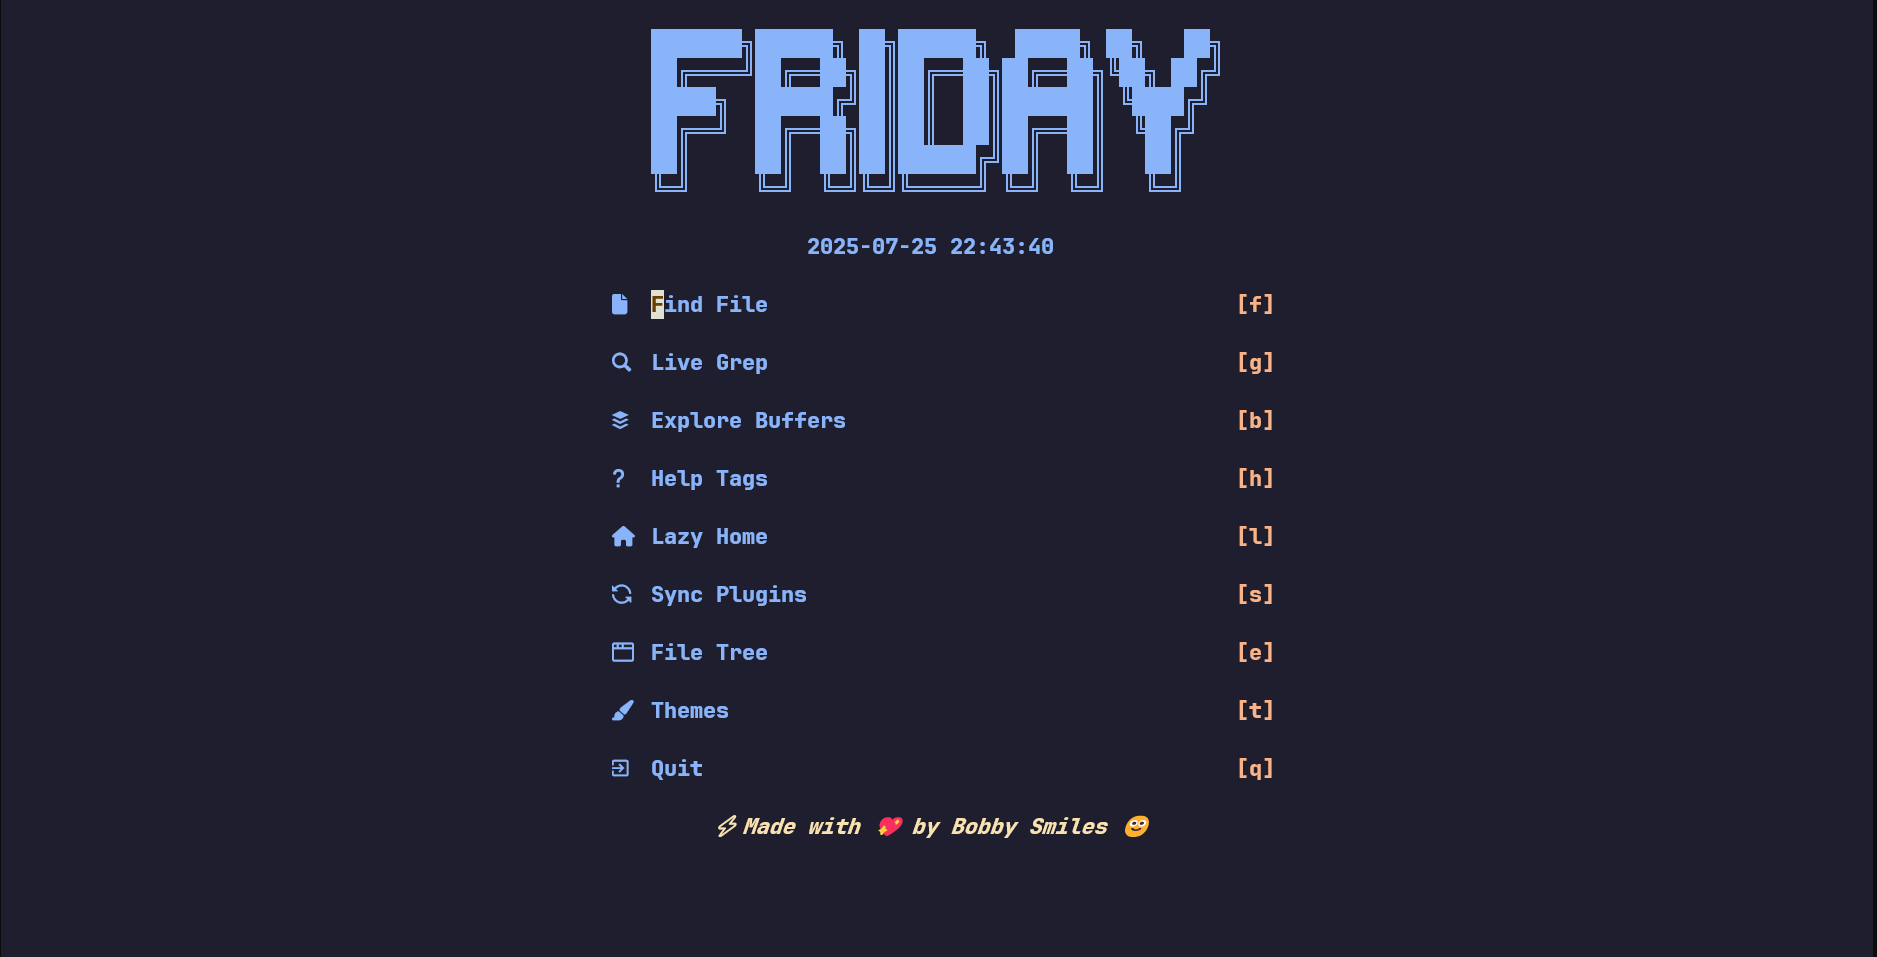 FRIDAY
2025-07-25 22:43:40
Find File [f]
Live Grep [g]
Explore Buffers [b]
Help Tags [h]
Lazy Home [l]
Sync Plugins [s]
File Tree [e]
Themes [t]
Quit [q]
Made with 💖 by Bobby Smiles 😊